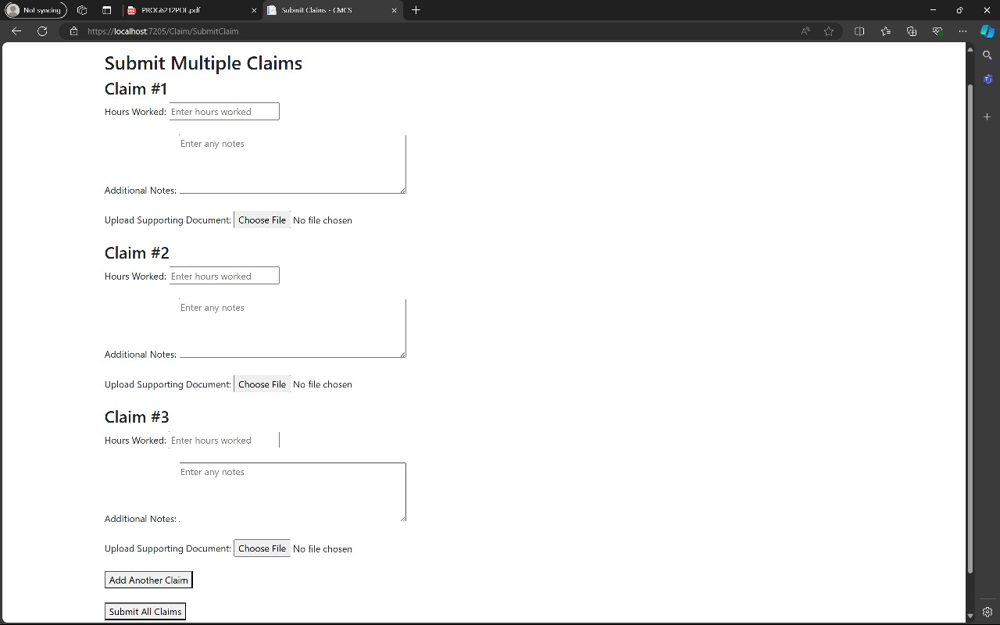 Not syncing
PROG6212POE.pdf
Submit Claims - CMCS
https://localhost:7205/Claim/SubmitClaim
Submit Multiple Claims
Claim #1
Hours Worked: Enter hours worked
Enter any notes
Additional Notes:
Upload Supporting Document: Choose File No file chosen
Claim #2
Hours Worked: Enter hours worked
Enter any notes
Additional Notes:
Upload Supporting Document: Choose File No file chosen
Claim #3
Hours Worked: Enter hours worked
Enter any notes
Additional Notes:
Upload Supporting Document: Choose File No file chosen
Add Another Claim
Submit All Claims